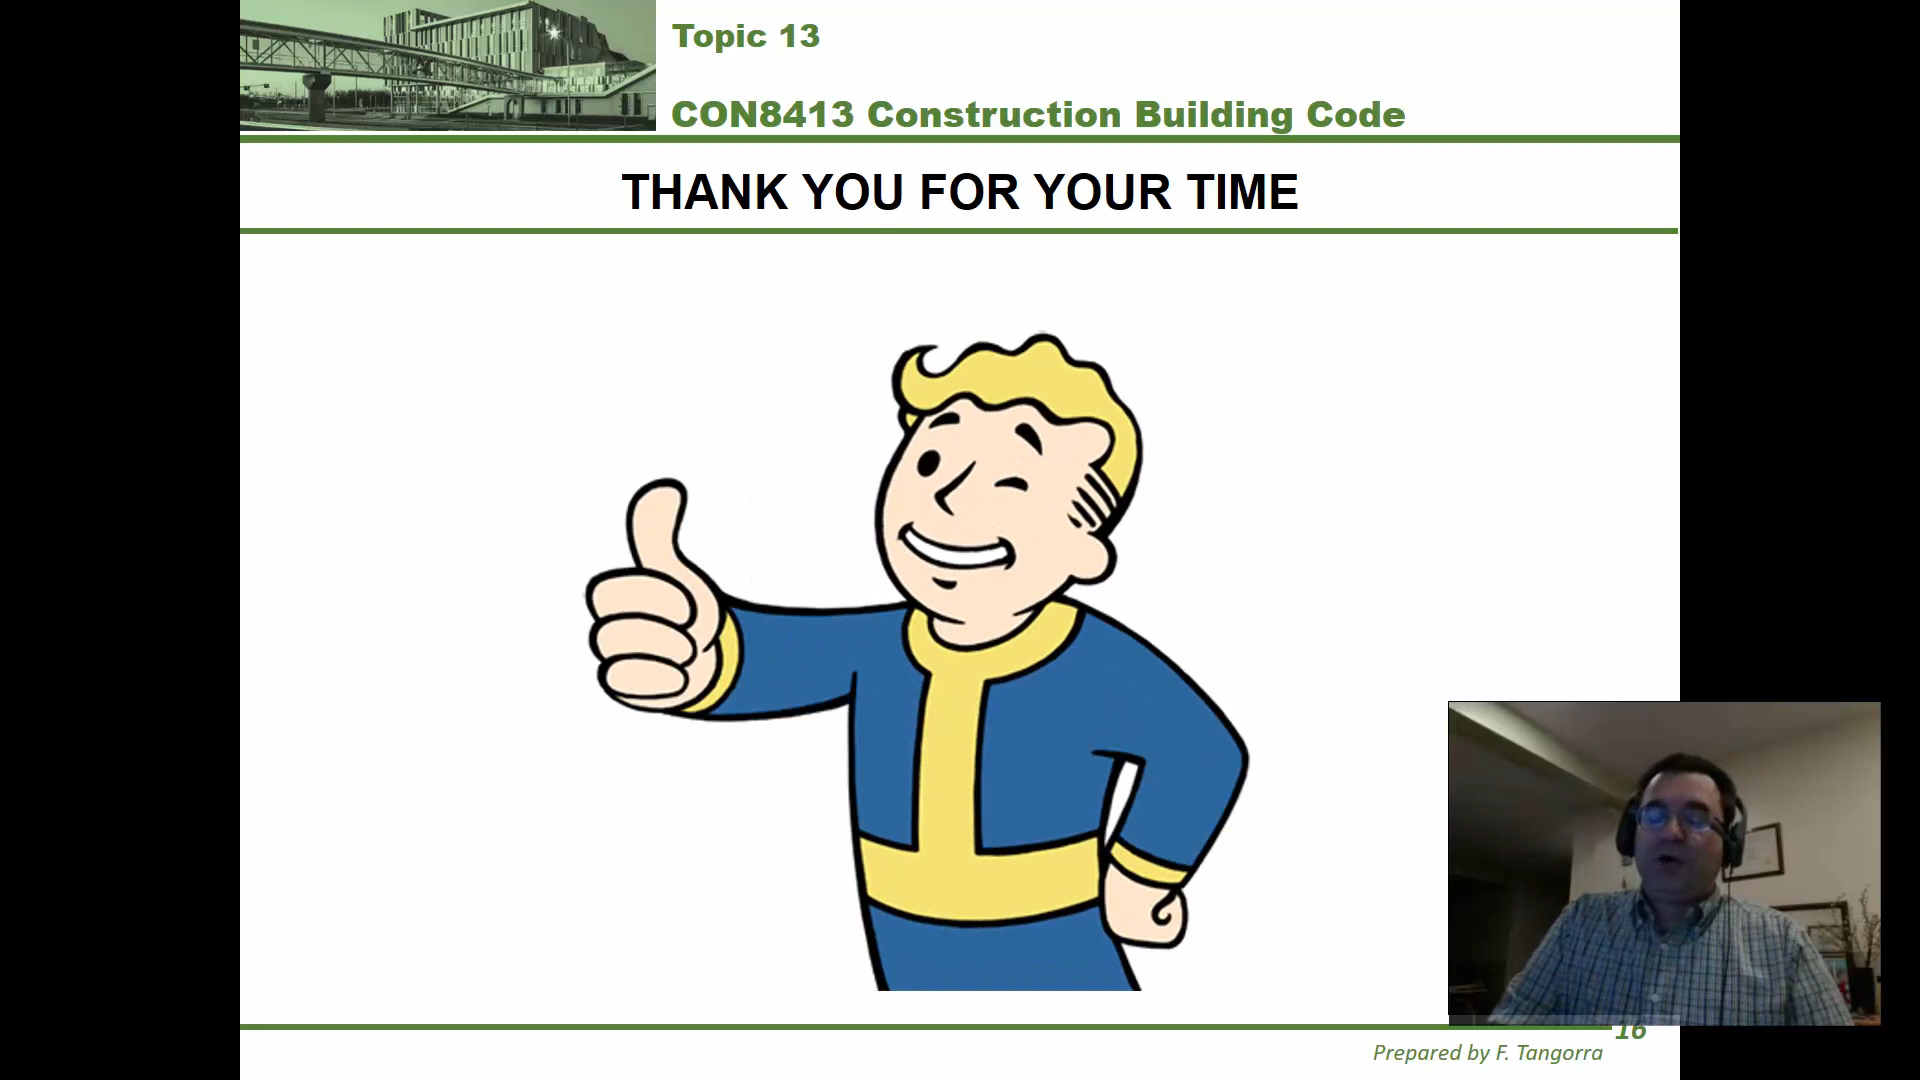 Topic 13
CON8413 Construction Building Code
THANK YOU FOR YOUR TIME
16
Prepared by F. Tangorra